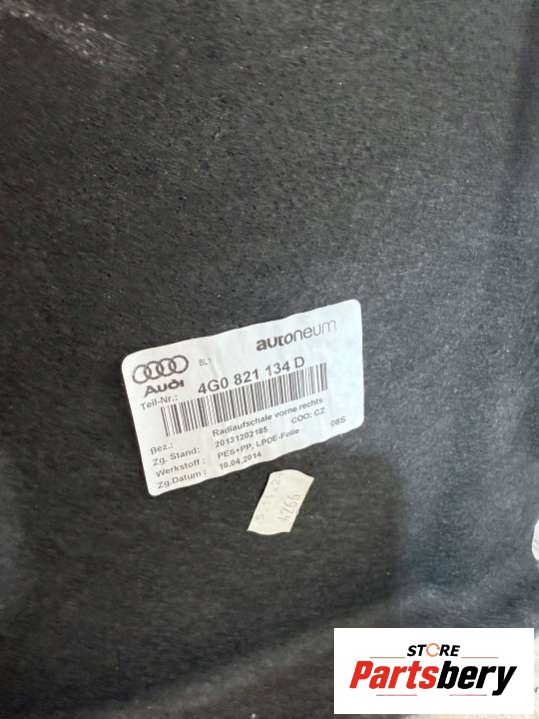 BL1
autoneum
Audi
Teil-Nr.: 4G0 821 134 D
Bez.: Radlaufschale vorne rechts
Zg. Stand: 20131202185 COO: CZ
Werkstoff : PES+PP; LPDE-Folie 08S
Zg.Datum : 10.04.2014
4766
STORE
Partsbery